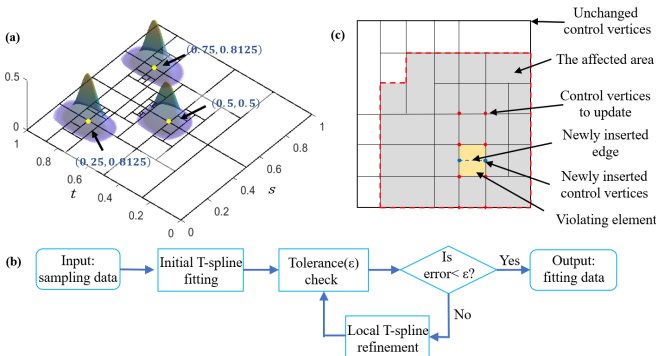 (a)
(0.75,0.8125)
(0.5,0.5)
(0.25,0.8125)
0.5
0
1
0.8
0.6
0.4
0.2
0
t
0
0.2
0.4
0.6
0.8
1
s
(c)
Unchanged
control vertices
The affected area
Control vertices
to update
Newly inserted
edge
Newly inserted
control vertices
Violating element
(b)
Input:
sampling data
Initial T-spline
fitting
Tolerance(ε)
check
Is
error< ε?
Yes
Output:
fitting data
No
Local T-spline
refinement